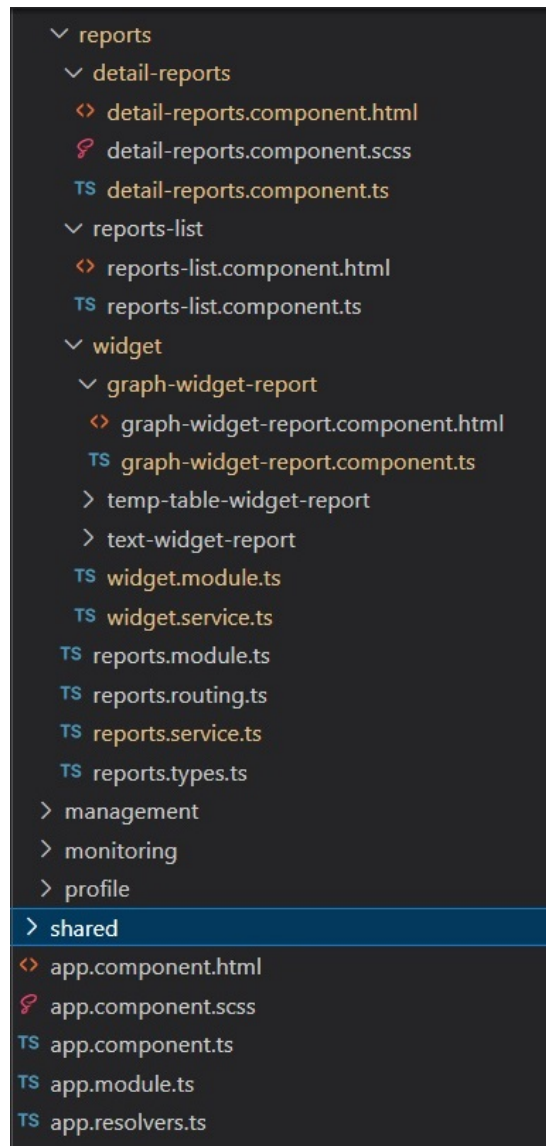 reports
detail-reports
detail-reports.component.html
detail-reports.component.scss
TS detail-reports.component.ts
reports-list
reports-list.component.html
TS reports-list.component.ts
widget
graph-widget-report
graph-widget-report.component.html
TS graph-widget-report.component.ts
temp-table-widget-report
text-widget-report
TS widget.module.ts
TS widget.service.ts
TS reports.module.ts
TS reports.routing.ts
TS reports.service.ts
TS reports.types.ts
management
monitoring
profile
shared
app.component.html
app.component.scss
TS app.component.ts
TS app.module.ts
TS app.resolvers.ts